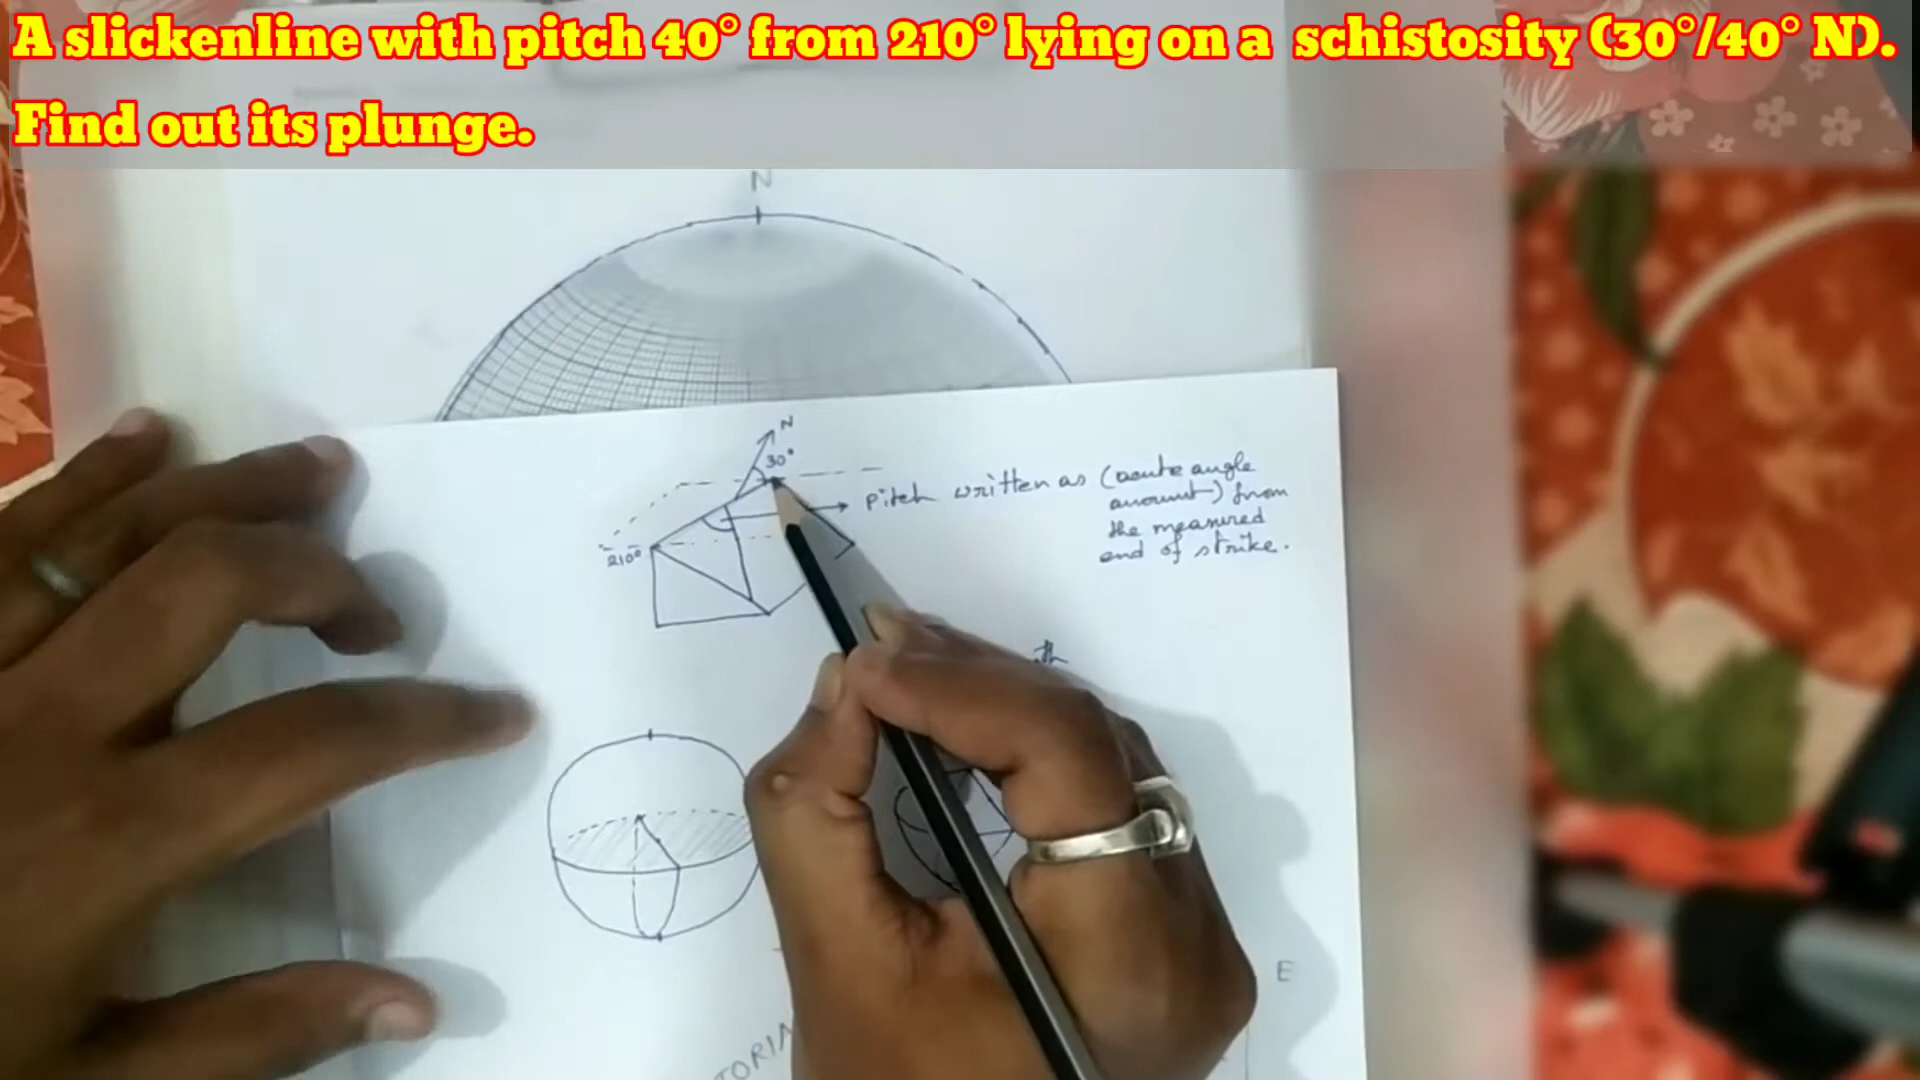 A slickenline with pitch 40° from 210° lying on a schistosity (30°/40° N).
Find out its plunge.
N
N
30°
pitch written as (acute angle
amount) from
the measured
end of strike.
210°
E